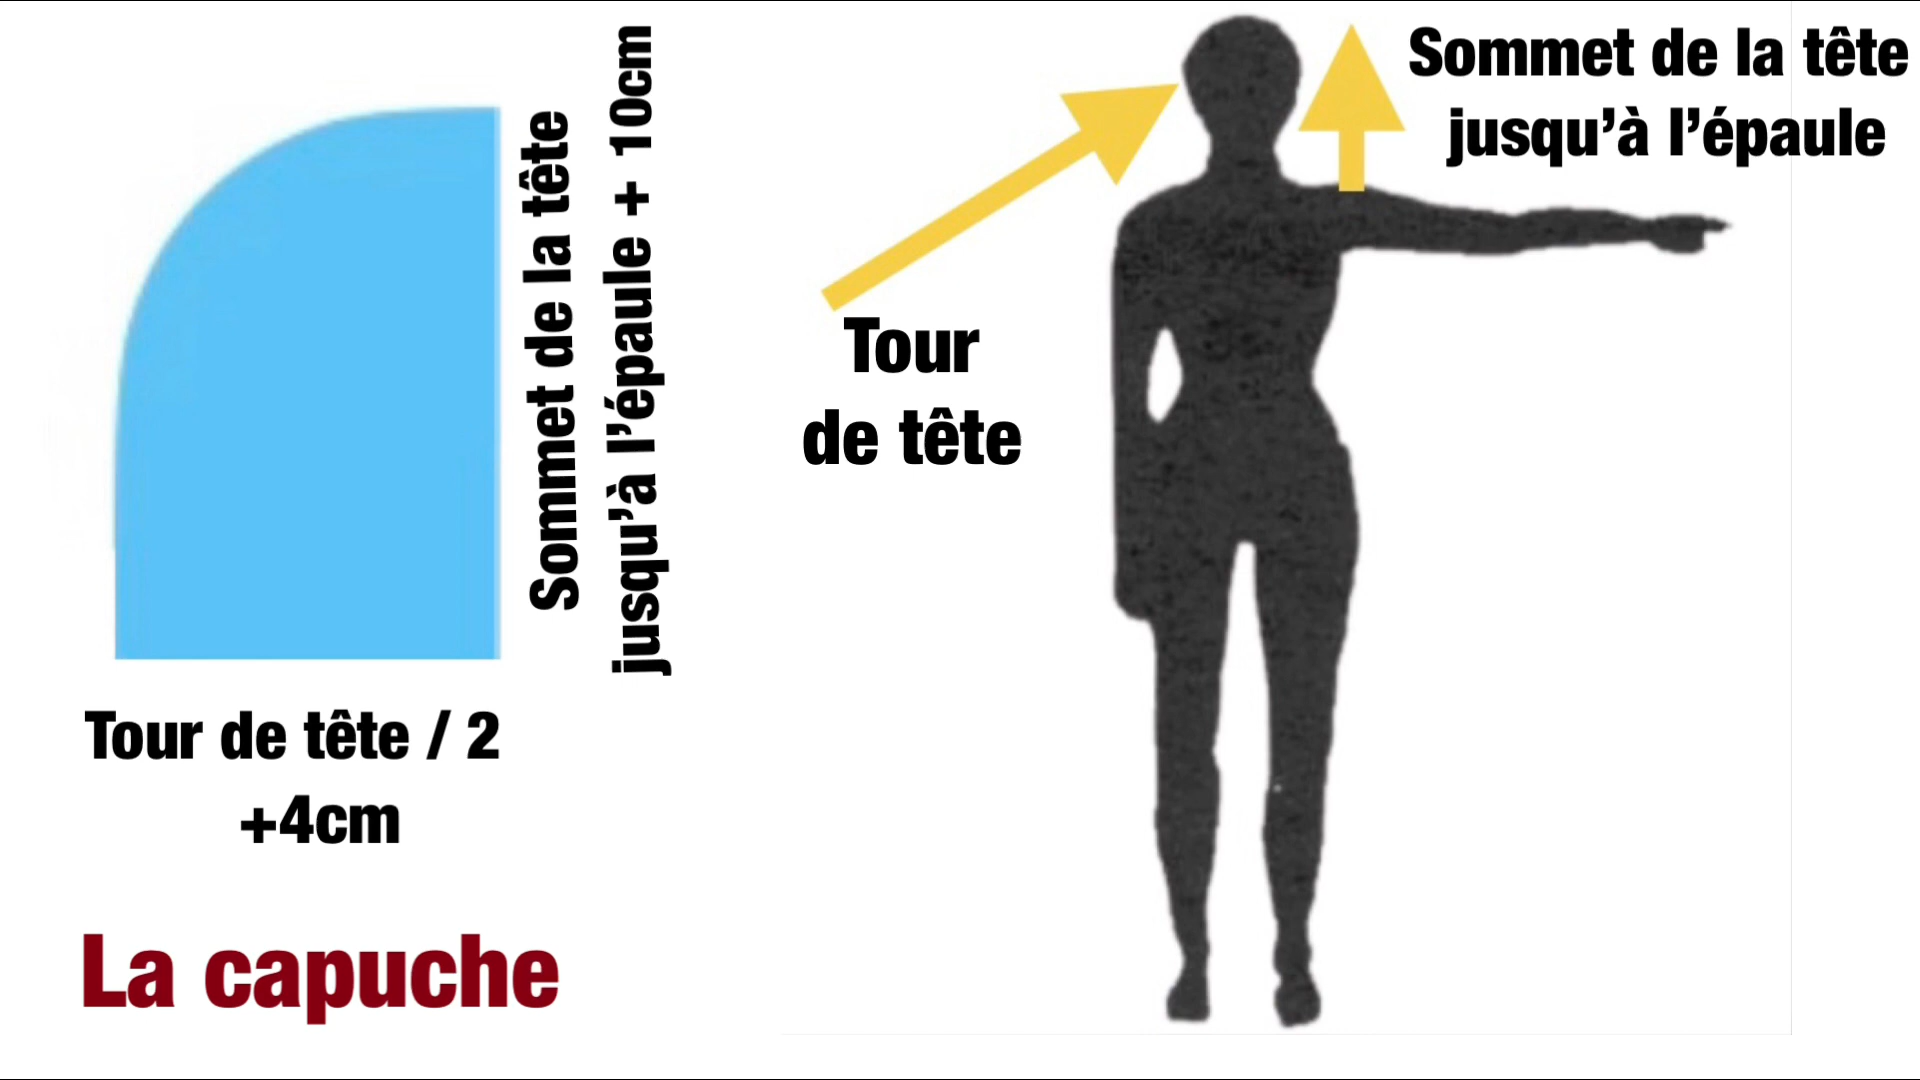 Sommet de la tête
jusqu'à l'épaule + 10cm
Tour de tête / 2
+4cm
La capuche
Tour
de tête
Sommet de la tête
jusqu'à l'épaule